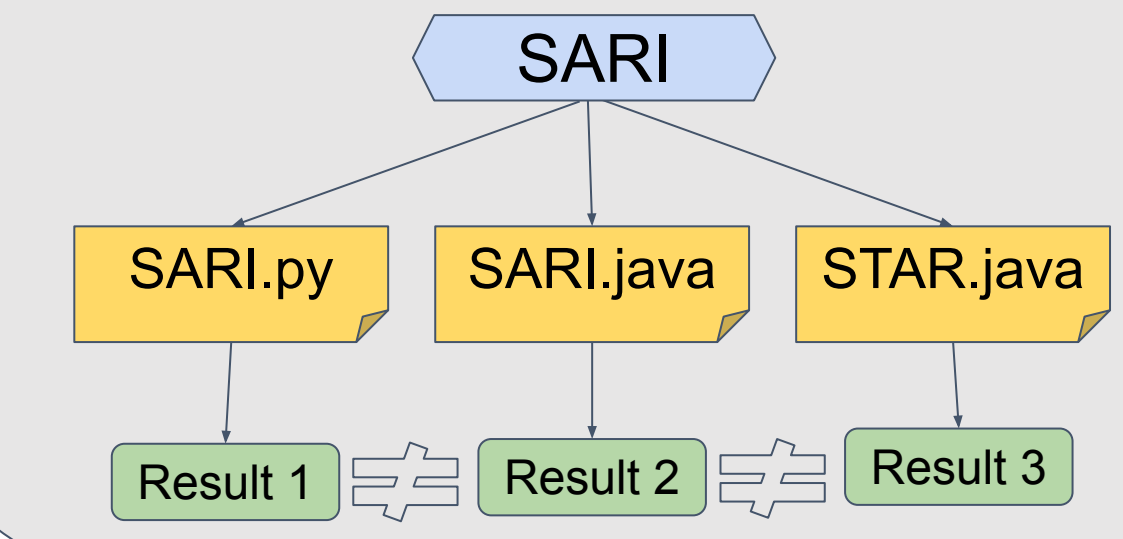 SARI
SARI.py
SARI.java
STAR.java
Result 1
Result 2
Result 3